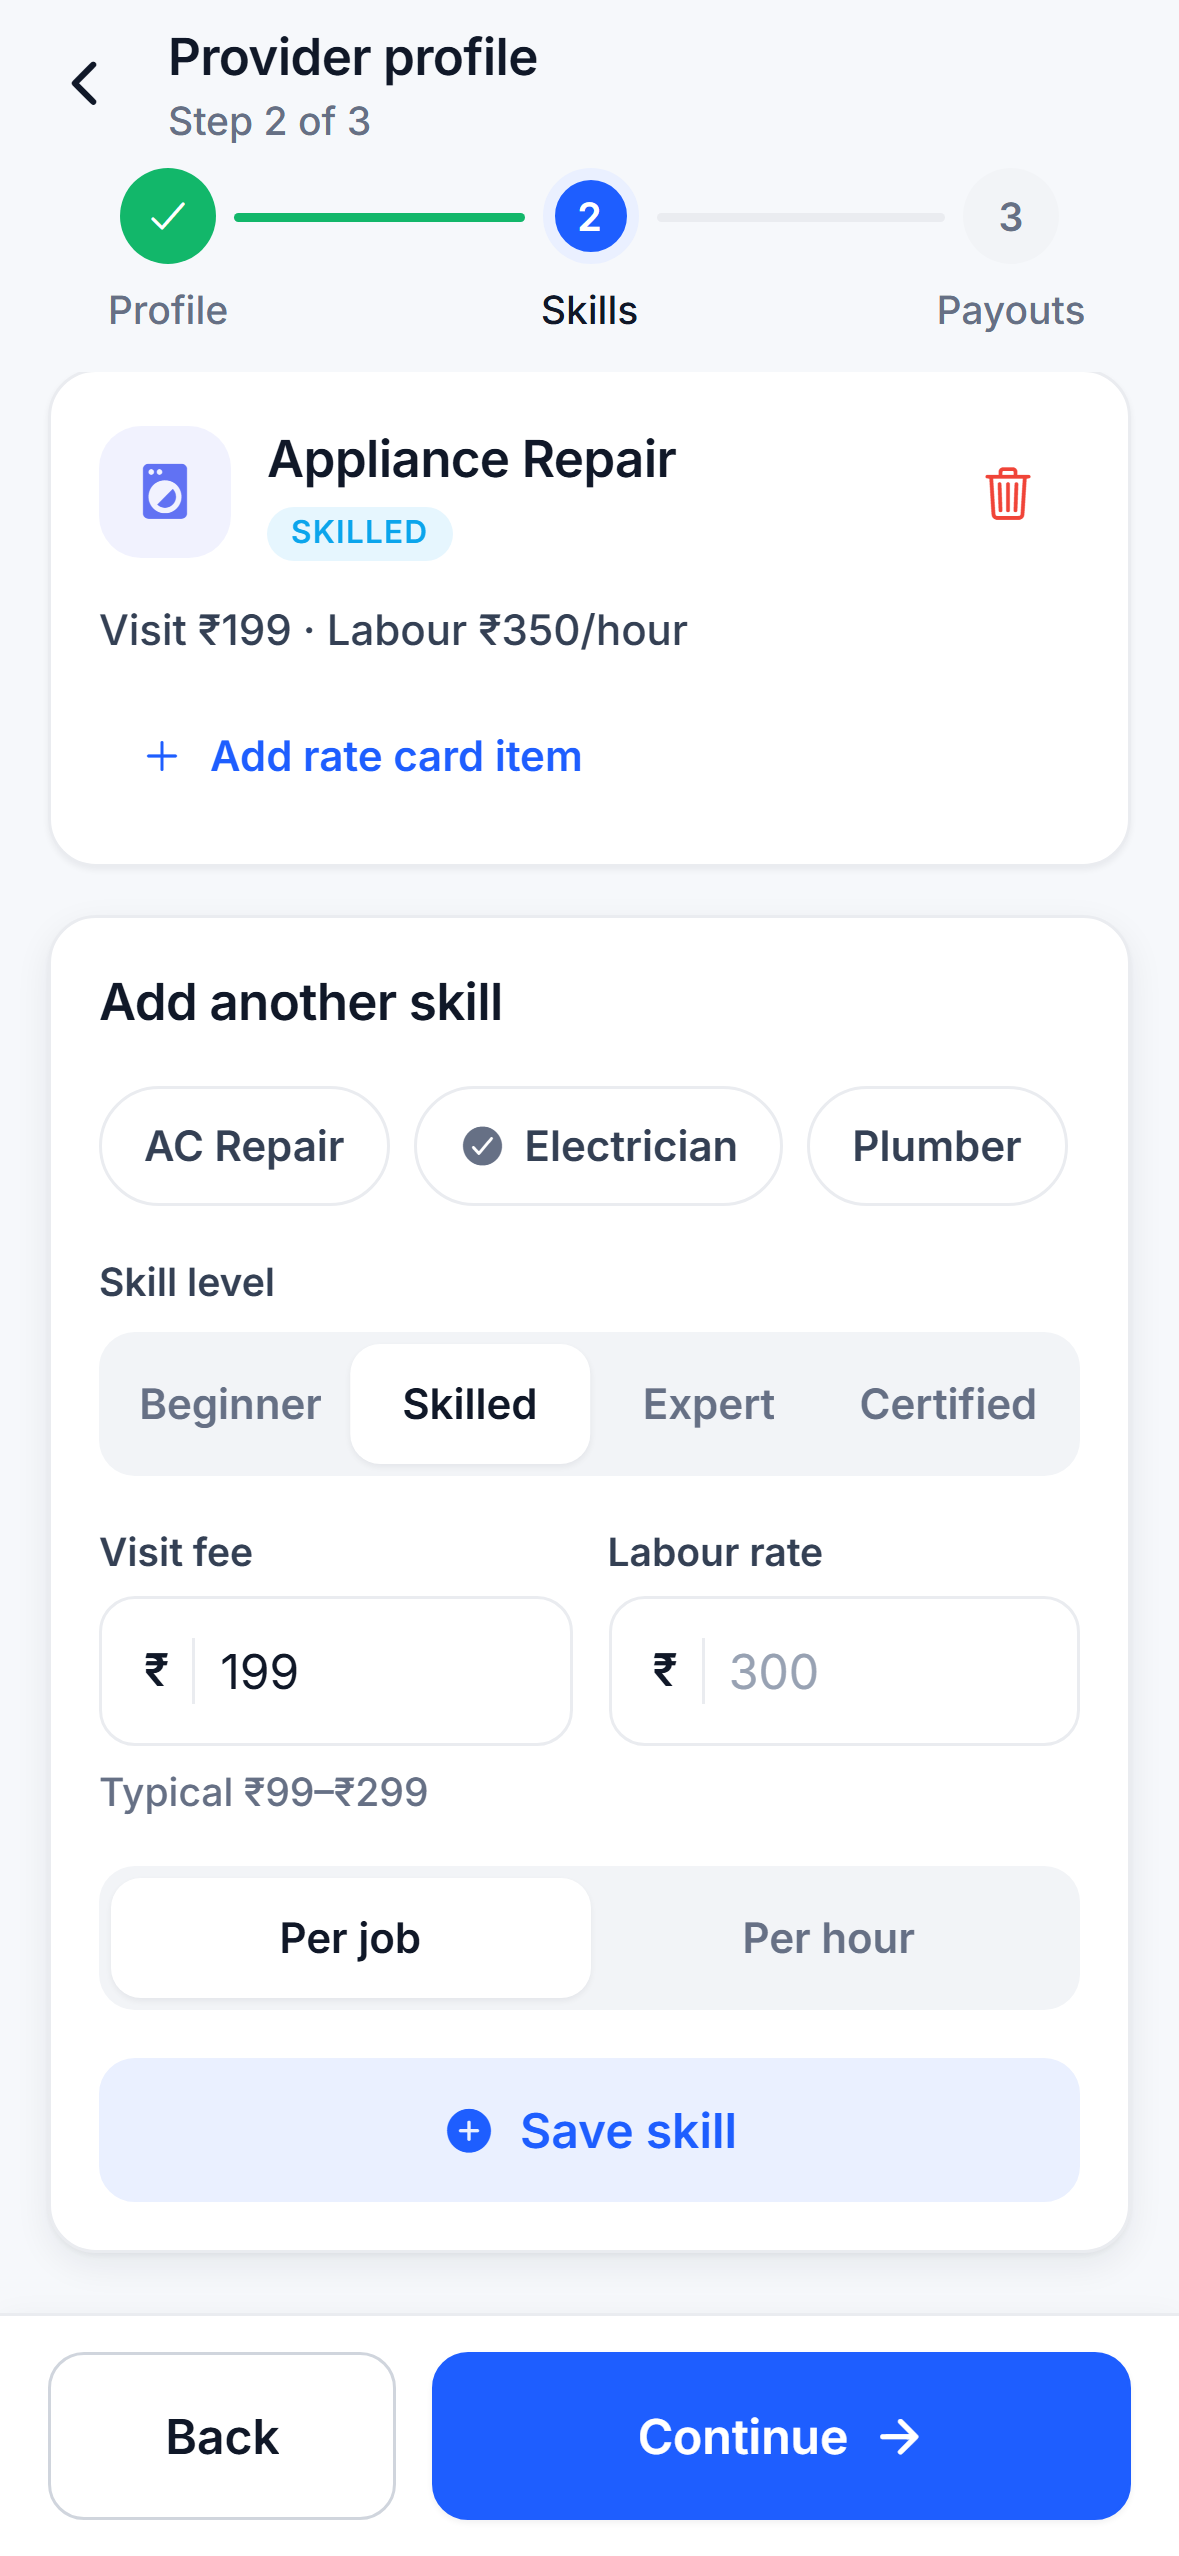 Provider profile
Step 2 of 3
2
3
Profile
Skills
Payouts
Appliance Repair
SKILLED
Visit ₹199 · Labour ₹350/hour
Add rate card item
Add another skill
AC Repair
Electrician
Plumber
Skill level
Beginner
Skilled
Expert
Certified
Visit fee
Labour rate
₹ 199
₹ 300
Typical ₹99–₹299
Per job
Per hour
Save skill
Back
Continue